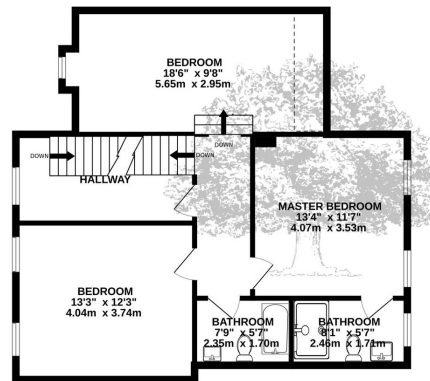 BEDROOM
18'6" x 9'8"
5.65m x 2.95m
DOWN
DOWN
DOWN
HALLWAY
MASTER BEDROOM
13'4" x 11'7"
4.07m x 3.53m
BEDROOM
13'3" x 12'3"
4.04m x 3.74m
BATHROOM
7'9" x 5'7"
2.35m x 1.70m
BATHROOM
8'1" x 5'7"
2.46m x 1.71m